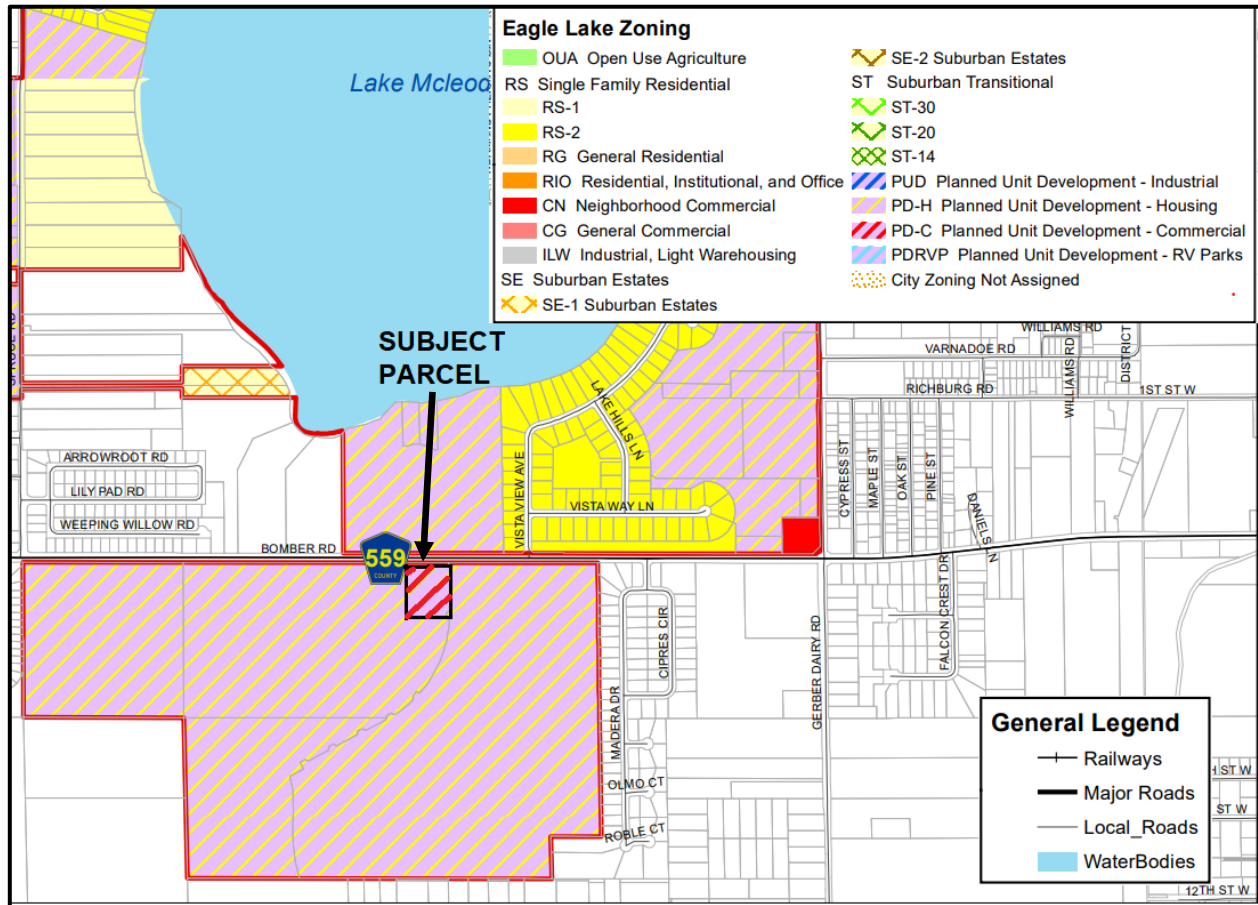 Eagle Lake Zoning
OUA Open Use Agriculture
RS Single Family Residential
RS-1
RS-2
RG General Residential
RIO Residential, Institutional, and Office
CN Neighborhood Commercial
CG General Commercial
ILW Industrial, Light Warehousing
SE Suburban Estates
SE-1 Suburban Estates
SE-2 Suburban Estates
ST Suburban Transitional
ST-30
ST-20
ST-14
PUD Planned Unit Development - Industrial
PD-H Planned Unit Development - Housing
PD-C Planned Unit Development - Commercial
PDRVP Planned Unit Development - RV Parks
City Zoning Not Assigned
Lake Mcleod
SUBJECT
PARCEL
WILLIAMS RD
VARNADOE RD
RICHBURG RD
WILLIAMS RD
DISTRICT
1ST ST W
LAKE HILLS LN
ARROWROOT RD
LILY PAD RD
WEEPING WILLOW RD
VISTA VIEW AVE
VISTA WAY LN
CYPRESS ST
MAPLE ST
OAK ST
PINE ST
DANIELS LN
BOMBER RD
559
COUNTY
FALCON CREST DR
CIPRES CIR
MADERA DR
GERBER DAIRY RD
OLMO CT
ROBLE CT
General Legend
Railways
Major Roads
Local_Roads
WaterBodies
H ST W
ST W
12TH ST W